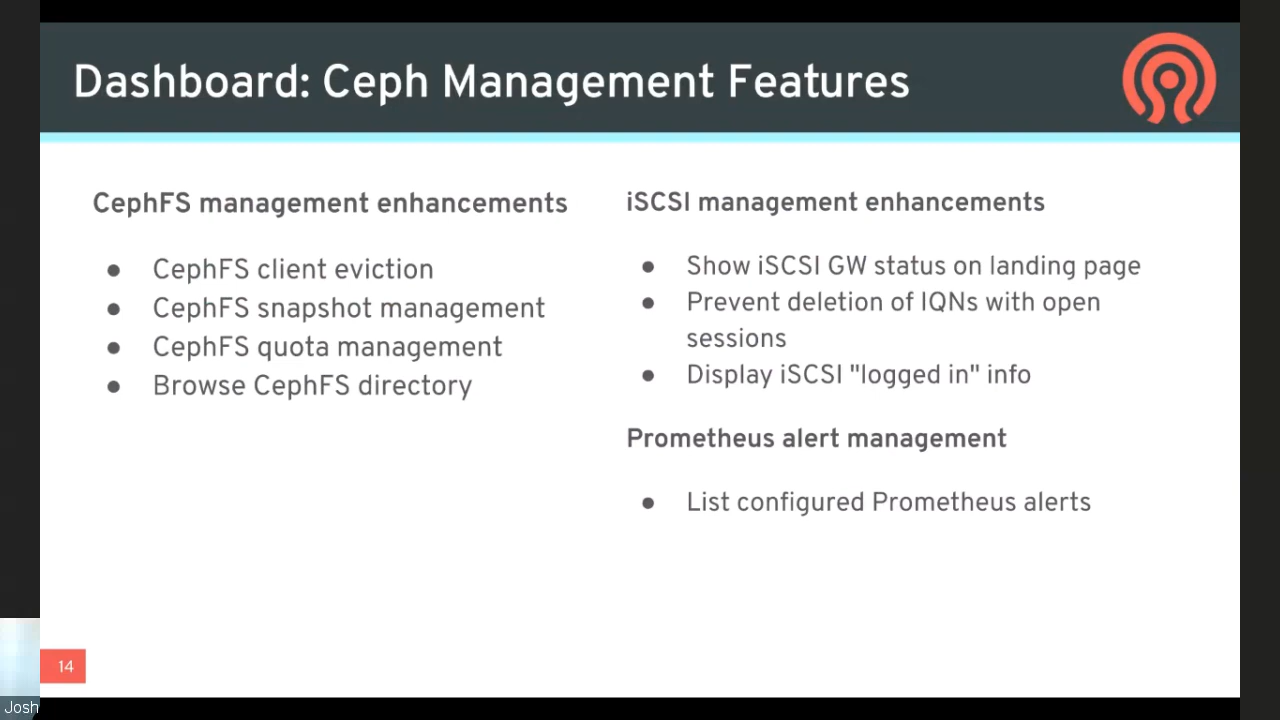 Dashboard: Ceph Management Features
CephFS management enhancements
● CephFS client eviction
● CephFS snapshot management
● CephFS quota management
● Browse CephFS directory
iSCSI management enhancements
● Show iSCSI GW status on landing page
● Prevent deletion of IQNs with open
sessions
● Display iSCSI "logged in" info
Prometheus alert management
● List configured Prometheus alerts
14
Josh